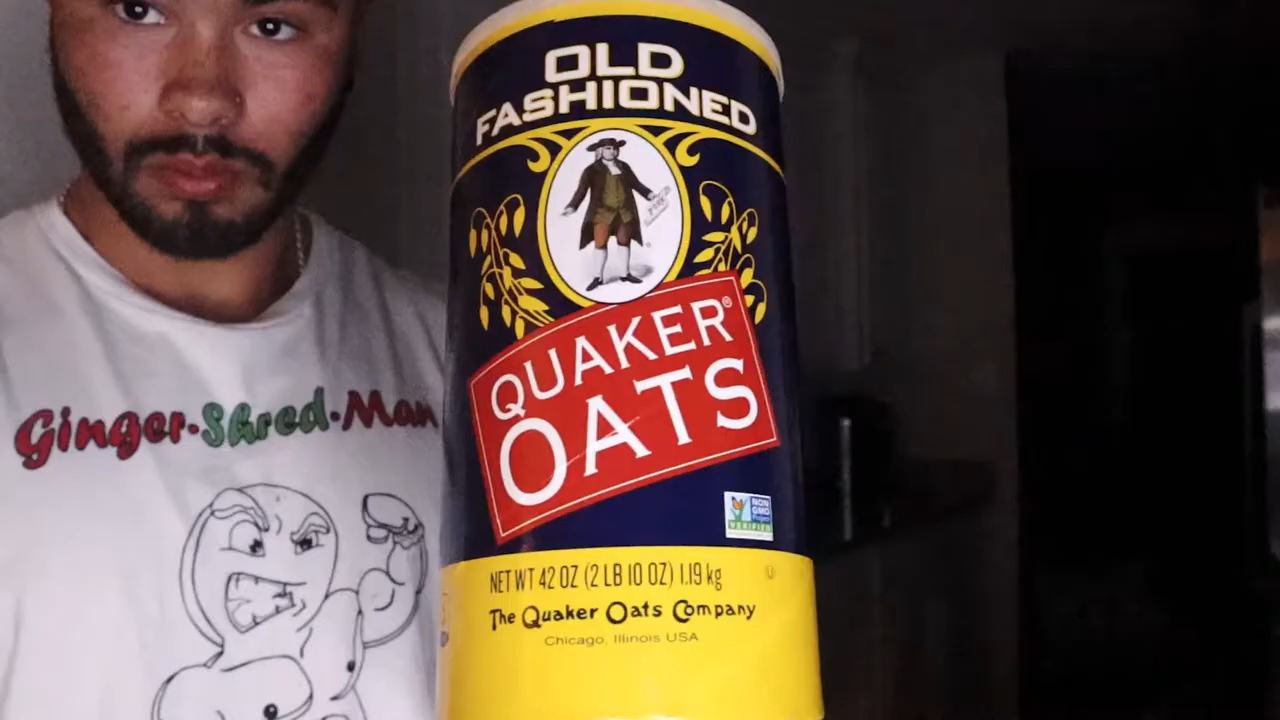 OLD
FASHIONED
QUAKER®
OATS
NON
GMO
Project
VERIFIED
NET WT 42 OZ (2 LB 10 OZ) 1.19 kg
The Quaker Oats Company
Chicago, Illinois USA
Ginger-Shred-Man